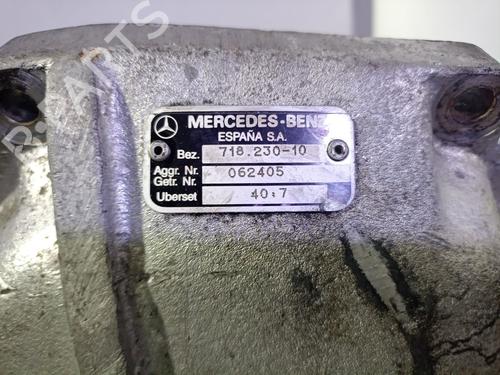 MERCEDES-BENZ
ESPAÑA S.A.
Bez. 718.230-10
Aggr. Nr. 062405
Getr. Nr.
Uberset 40:7